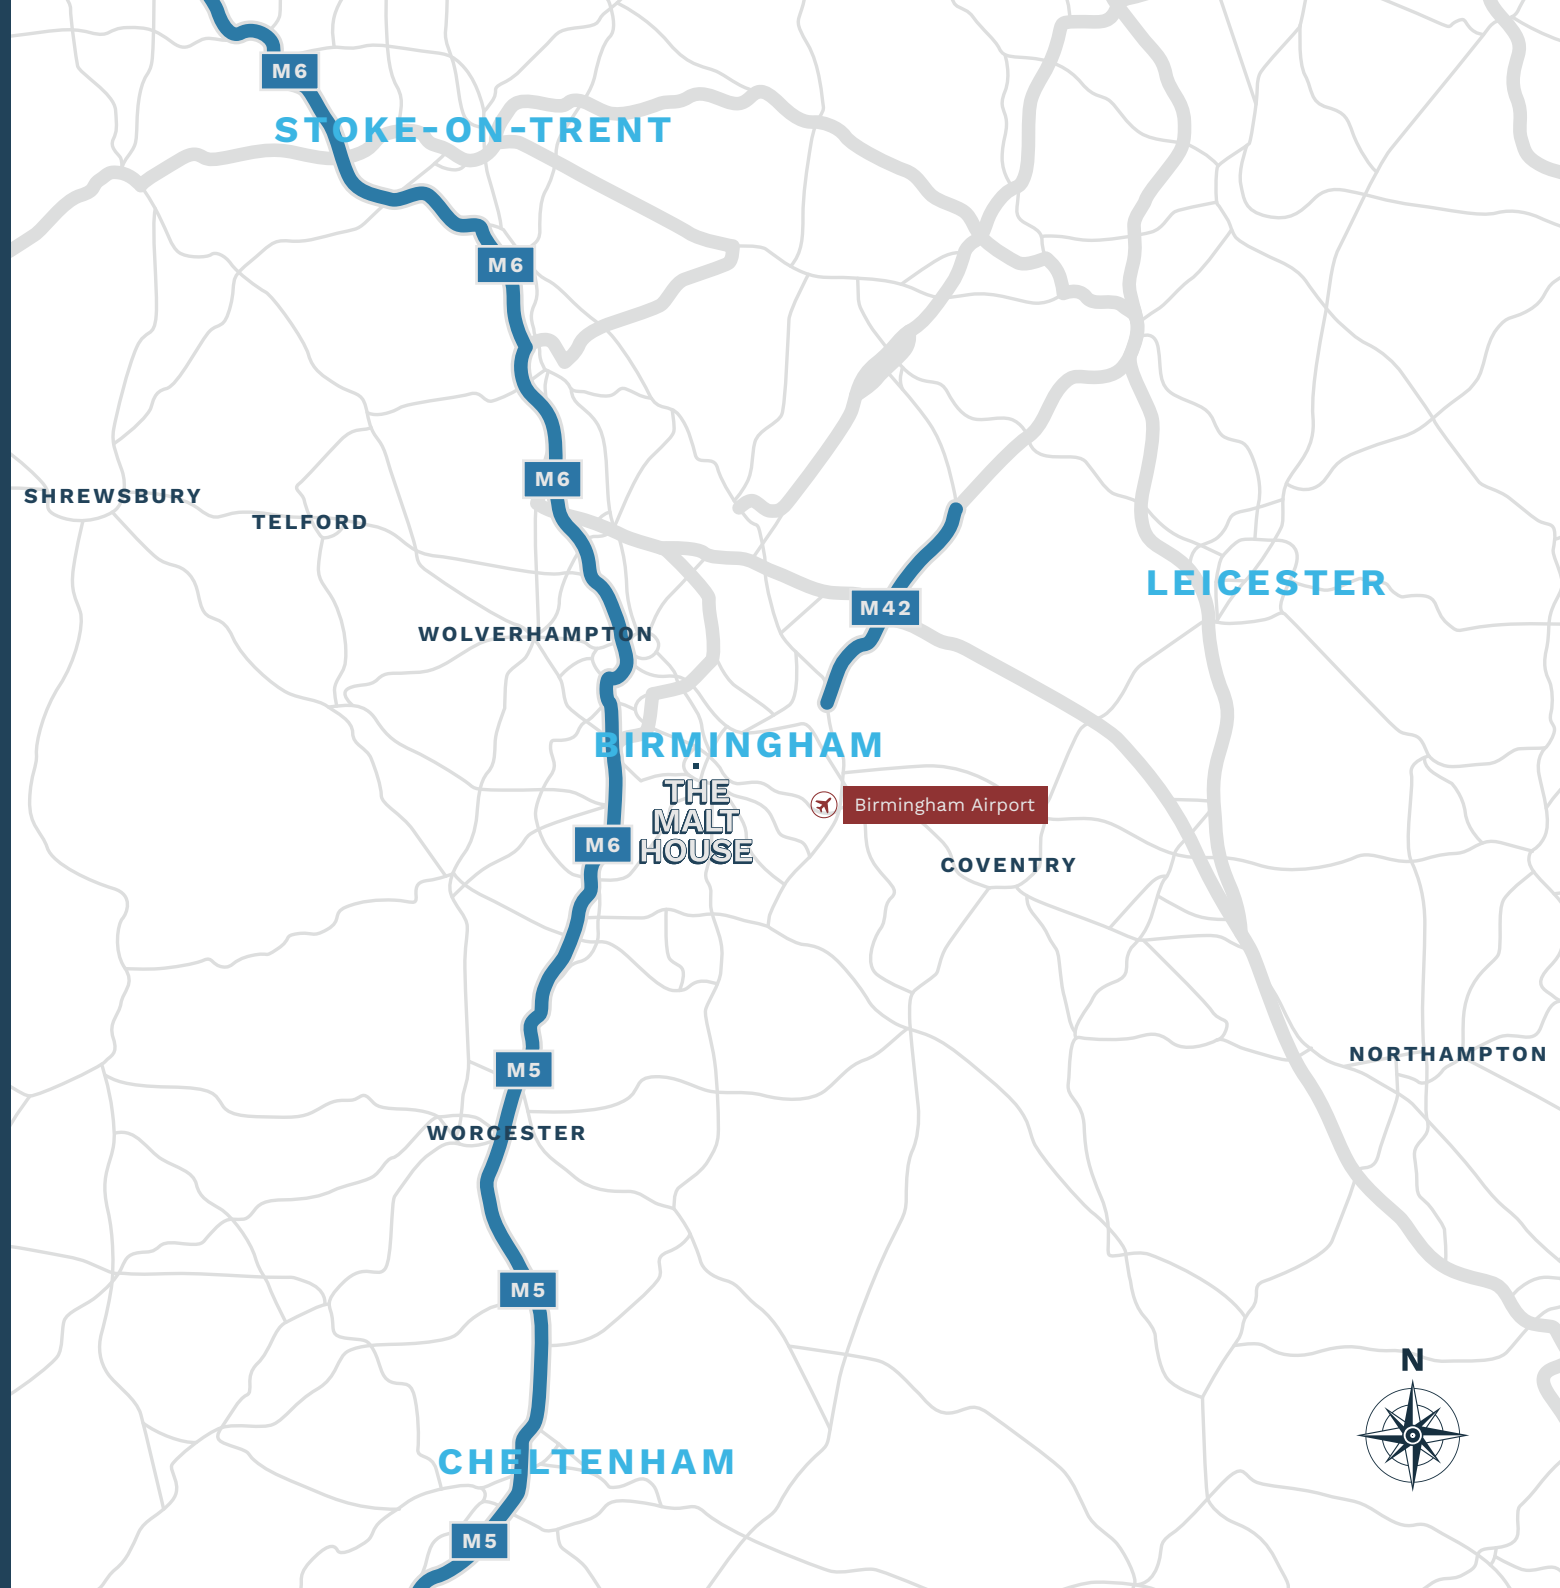 M6
STOKE-ON-TRENT
M6
M6
SHREWSBURY
TELFORD
LEICESTER
M42
WOLVERHAMPTON
BIRMINGHAM
THE
MALT
HOUSE
Birmingham Airport
M6
COVENTRY
NORTHAMPTON
M5
WORCESTER
M5
N
CHELTENHAM
M5